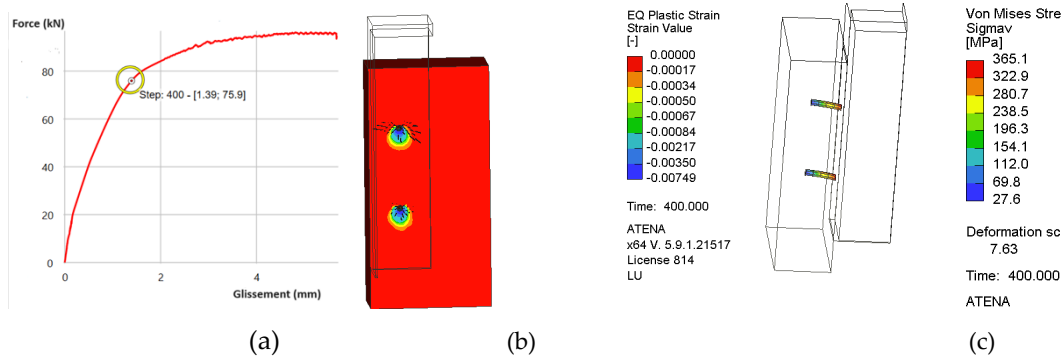 Force (kN)
80
60
40
20
0
Step: 400 - [1.39; 75.9]
0
2
4
Glissement (mm)
(a)
(b)
EQ Plastic Strain
Strain Value
[-]
0.00000
-0.00017
-0.00034
-0.00050
-0.00067
-0.00084
-0.00217
-0.00350
-0.00749
Time: 400.000
ATENA
x64 V. 5.9.1.21517
License 814
LU
Von Mises Stre
Sigmav
[MPa]
365.1
322.9
280.7
238.5
196.3
154.1
112.0
69.8
27.6
Deformation sc
7.63
Time: 400.000
ATENA
(c)